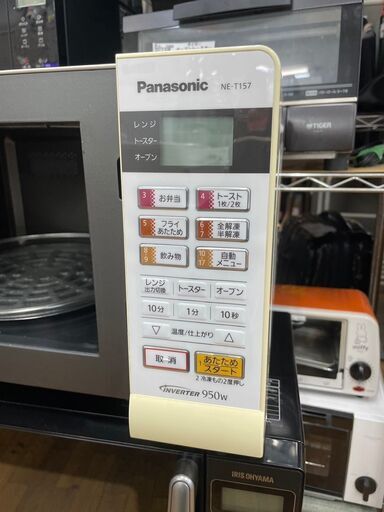 Panasonic NE-T157
レンジ
トースター
オーブン
3 お弁当
4 トースト
1枚/2枚
5 フライ
あたため
6 全解凍
7 半解凍
8
9 飲み物
10 自動
17 メニュー
レンジ
出力切換
トースター
オーブン
10分
1分
10秒
▽ 温度/仕上がり △
取消
1 あたため
スタート
2 冷凍もの2度押し
INVERTER 950W
TIGER
miffy
IRIS OHYAMA